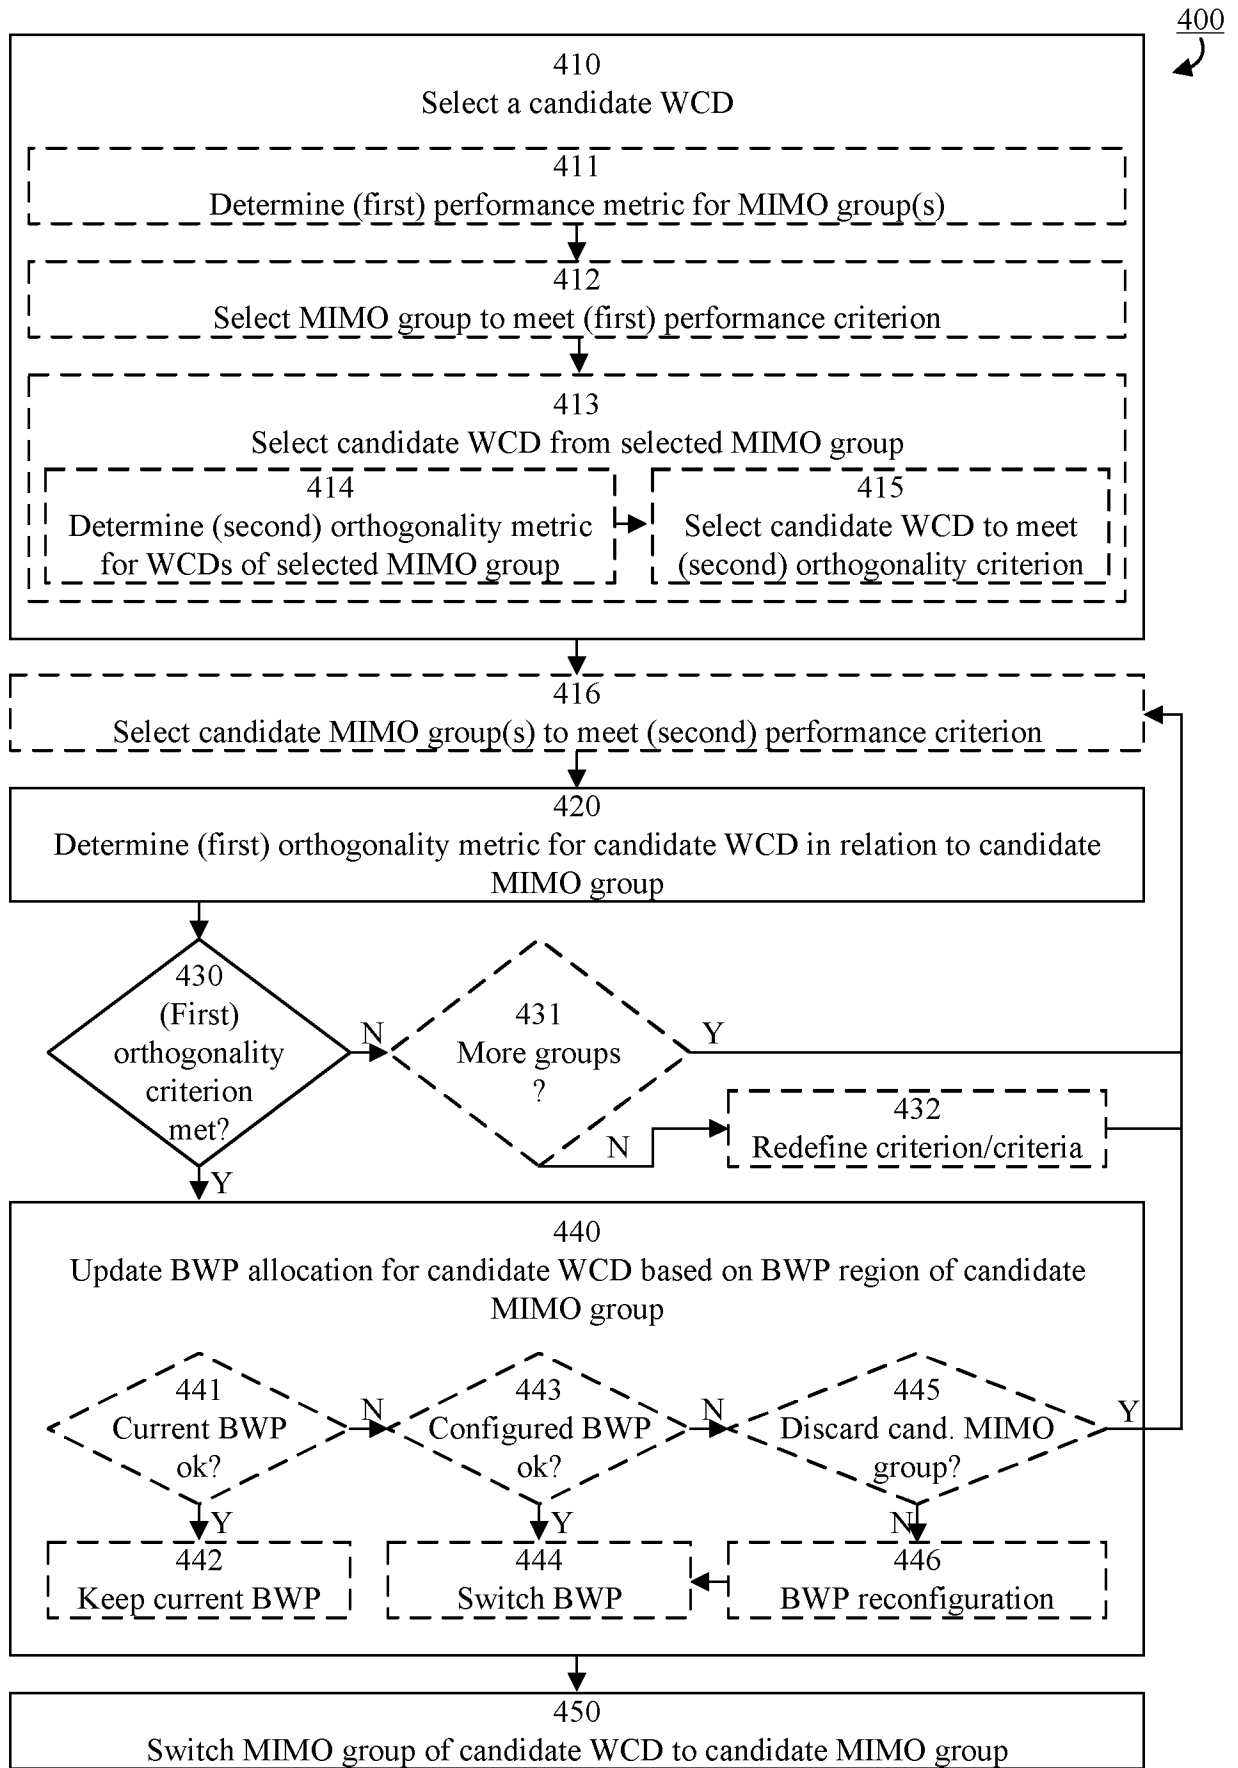 400
410
Select a candidate WCD
411
Determine (first) performance metric for MIMO group(s)
412
Select MIMO group to meet (first) performance criterion
413
Select candidate WCD from selected MIMO group
414
Determine (second) orthogonality metric
for WCDs of selected MIMO group
415
Select candidate WCD to meet
(second) orthogonality criterion
416
Select candidate MIMO group(s) to meet (second) performance criterion
420
Determine (first) orthogonality metric for candidate WCD in relation to candidate
MIMO group
430
(First)
orthogonality
criterion
met?
N
Y
431
More groups
?
Y
N
432
Redefine criterion/criteria
440
Update BWP allocation for candidate WCD based on BWP region of candidate
MIMO group
441
Current BWP
ok?
N
Y
443
Configured BWP
ok?
N
Y
445
Discard cand. MIMO
group?
Y
N
442
Keep current BWP
444
Switch BWP
446
BWP reconfiguration
450
Switch MIMO group of candidate WCD to candidate MIMO group